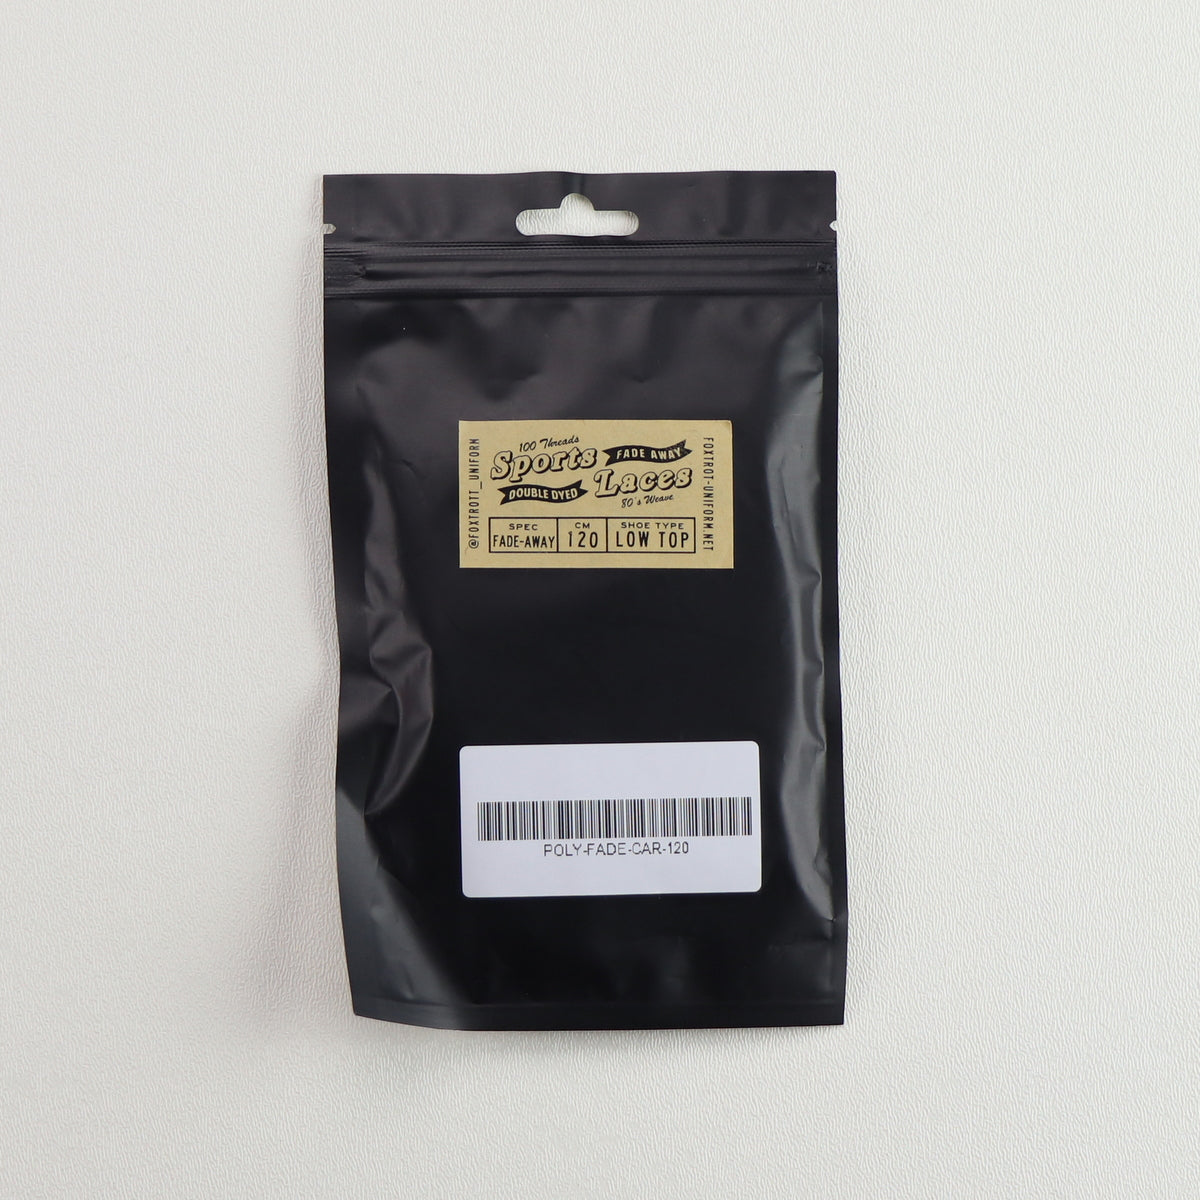 @FOXTROTT_UNIFORM
100 Threads
Sports
FADE AWAY
DOUBLE DYED
Laces
80's Weave
SPEC
FADE-AWAY
CM
120
SHOE TYPE
LOW TOP
FOXTROT-UNIFORM.NET
POLY-FADE-CAR-120